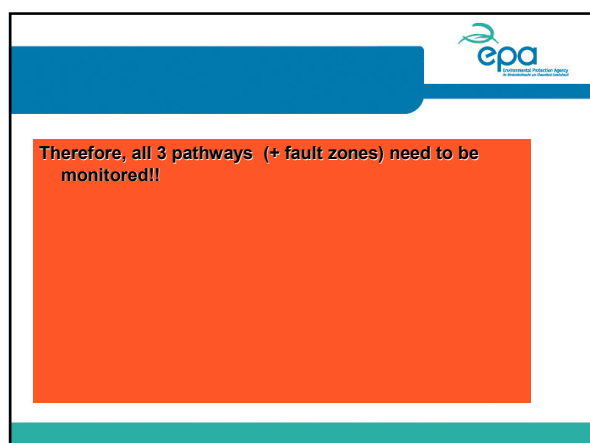 epa
Environmental Protection Agency
Therefore, all 3 pathways (+ fault zones) need to be
monitored!!